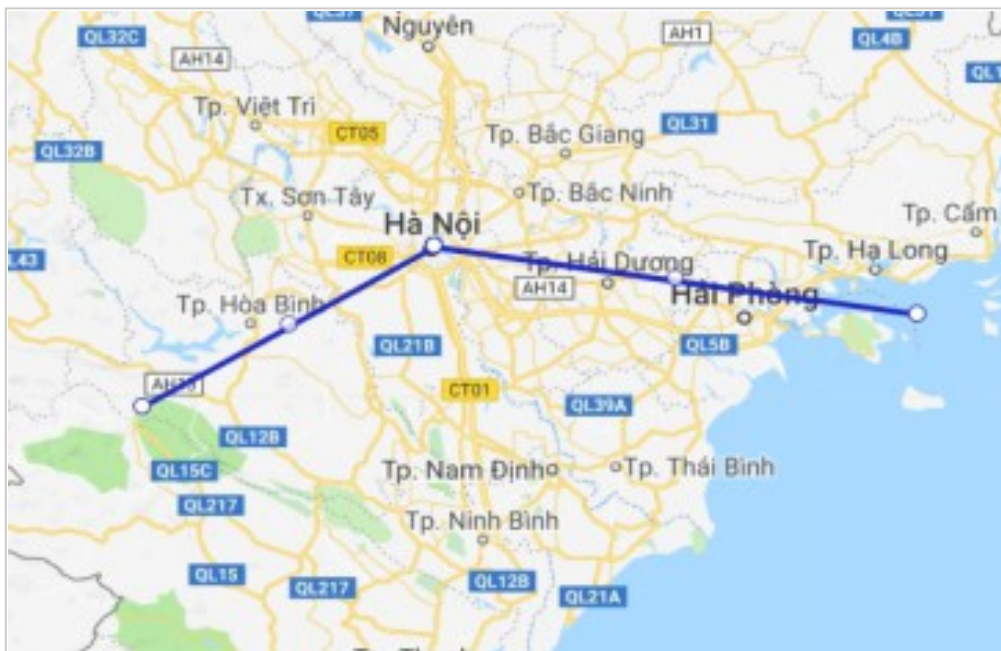 QL32C
QL37
Nguyên
AH1
QL4B
QL31
AH14
Tp. Việt Trì
CT05
QL31
QL32B
Tp. Bắc Giang
Tx. Sơn Tây
Tp. Bắc Ninh
Hà Nội
Tp. Cẩm
QL43
CT08
Tp. Hải Dương
Tp. Hạ Long
AH14
Hải Phòng
Tp. Hòa Bình
QL21B
QL5B
CT01
QL39A
QL12B
QL15C
Tp. Nam Định
Tp. Thái Bình
QL217
Tp. Ninh Bình
QL15
QL217
QL12B
QL21A